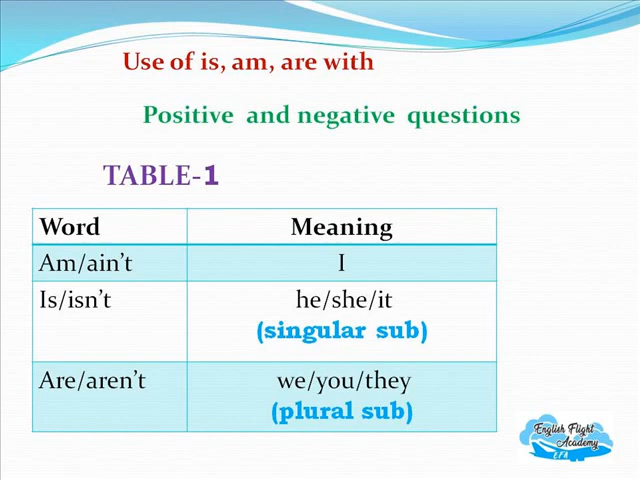 Use of is, am, are with
Positive and negative questions
TABLE-1
Word Meaning
Am/ain't I
Is/isn't he/she/it
(singular sub)
Are/aren't we/you/they
(plural sub)
English Flight
Academy
EFA